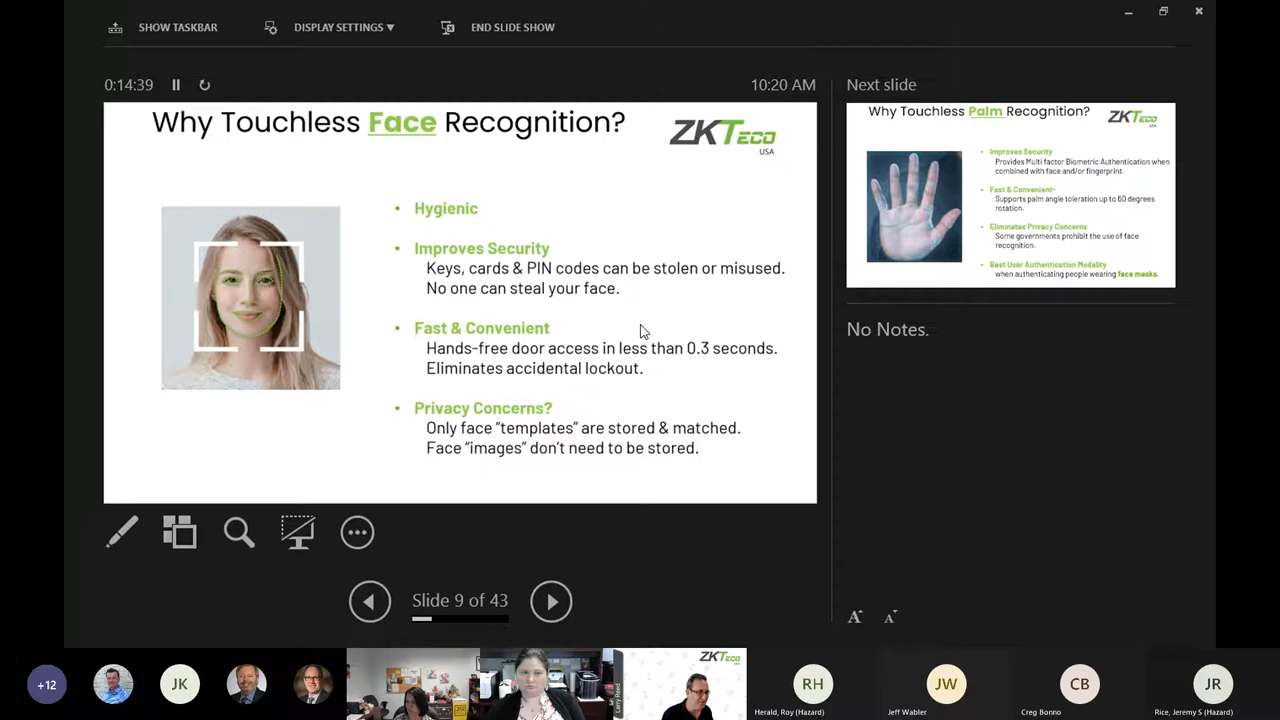 SHOW TASKBAR
DISPLAY SETTINGS
END SLIDE SHOW
0:14:39
10:20 AM
Why Touchless Face Recognition?
ZKTeco
USA
• Hygienic
• Improves Security
Keys, cards & PIN codes can be stolen or misused.
No one can steal your face.
• Fast & Convenient
Hands-free door access in less than 0.3 seconds.
Eliminates accidental lockout.
• Privacy Concerns?
Only face “templates” are stored & matched.
Face “images” don’t need to be stored.
Next slide
Why Touchless Palm Recognition?
ZKTeco
USA
• Improves Security
Provides Multi factor Biometric Authentication when
combined with face and/or fingerprint.
• Fast & Convenient-
Supports palm angle toleration up to 60 degrees
rotation.
• Eliminates Privacy Concerns
Some governments prohibit the use of face
recognition.
• Best User Authentication Modality
when authenticating people wearing face masks.
No Notes.
A A
Slide 9 of 43
+12
JK
Larry Reed
ZKTeco
RH
Herald, Roy (Hazard)
JW
Jeff Wabler
CB
Creg Bonno
JR
Rice, Jeremy S (Hazard)